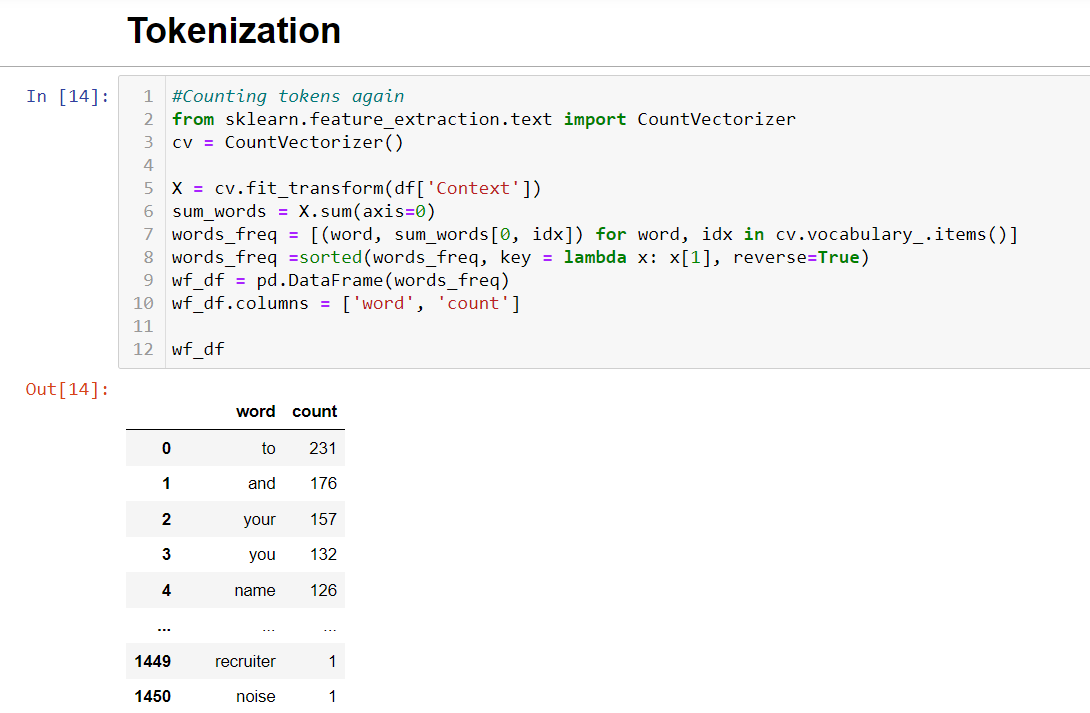 Tokenization
In [14]:
1 #Counting tokens again
2 from sklearn.feature_extraction.text import CountVectorizer
3 cv = CountVectorizer()
4
5 X = cv.fit_transform(df['Context'])
6 sum_words = X.sum(axis=0)
7 words_freq = [(word, sum_words[0, idx]) for word, idx in cv.vocabulary_.items()]
8 words_freq =sorted(words_freq, key = lambda x: x[1], reverse=True)
9 wf_df = pd.DataFrame(words_freq)
10 wf_df.columns = ['word', 'count']
11
12 wf_df
Out[14]:
word count
0 to 231
1 and 176
2 your 157
3 you 132
4 name 126
... ... ...
1449 recruiter 1
1450 noise 1